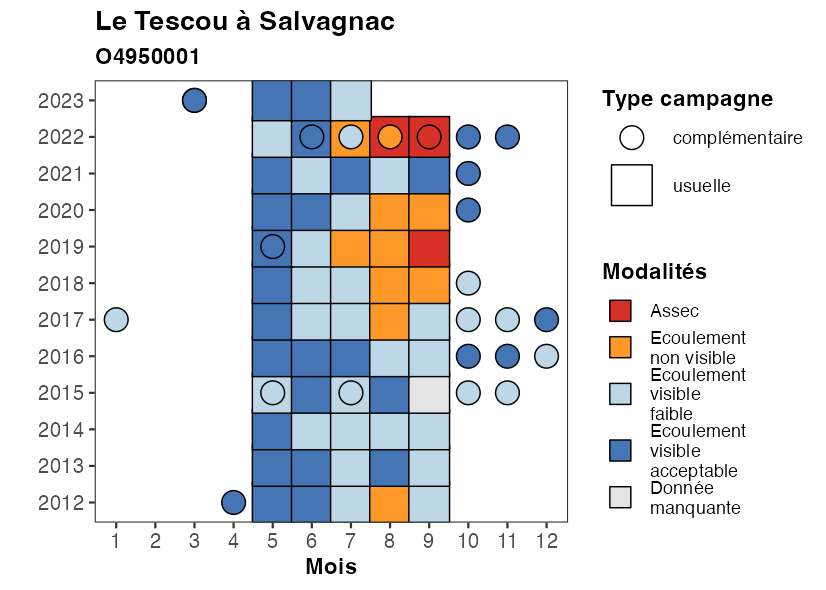 Le Tescou à Salvagnac
O4950001
2023
2022
2021
2020
2019
2018
2017
2016
2015
2014
2013
2012
1 2 3 4 5 6 7 8 9 10 11 12
Mois
Type campagne
complémentaire
usuelle
Modalités
Assec
Ecoulement
non visible
Ecoulement
visible
faible
Ecoulement
visible
acceptable
Donnée
manquante